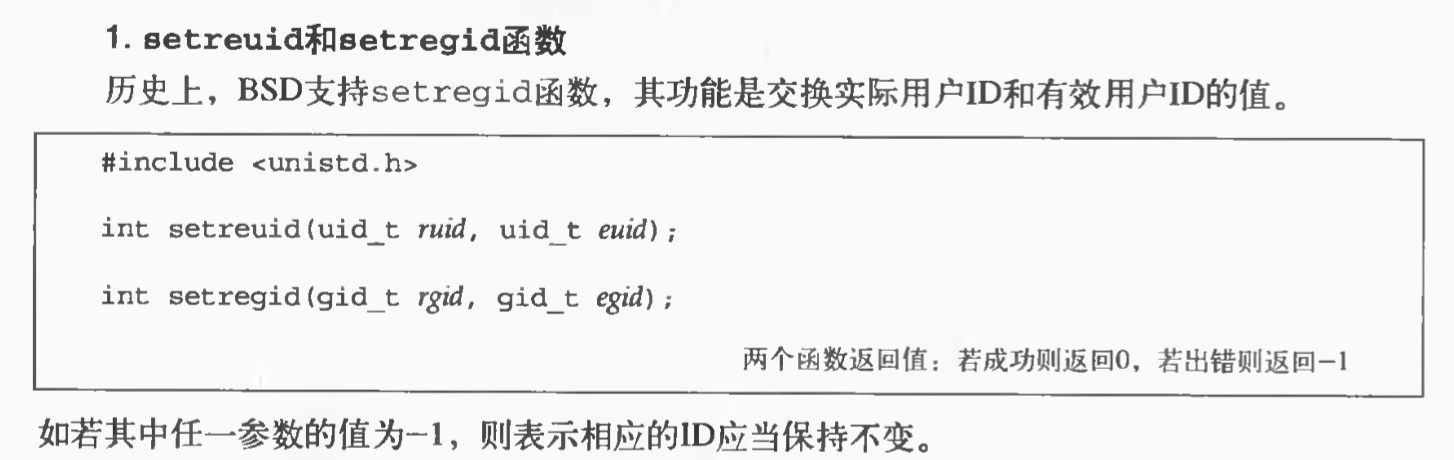 1. setreuid和setregid函数
历史上，BSD支持setregid函数，其功能是交换实际用户ID和有效用户ID的值。
#include <unistd.h>
int setreuid(uid_t ruid, uid_t euid);
int setregid(gid_t rgid, gid_t egid);
两个函数返回值：若成功则返回0，若出错则返回−1
如若其中任一参数的值为−1，则表示相应的ID应当保持不变。